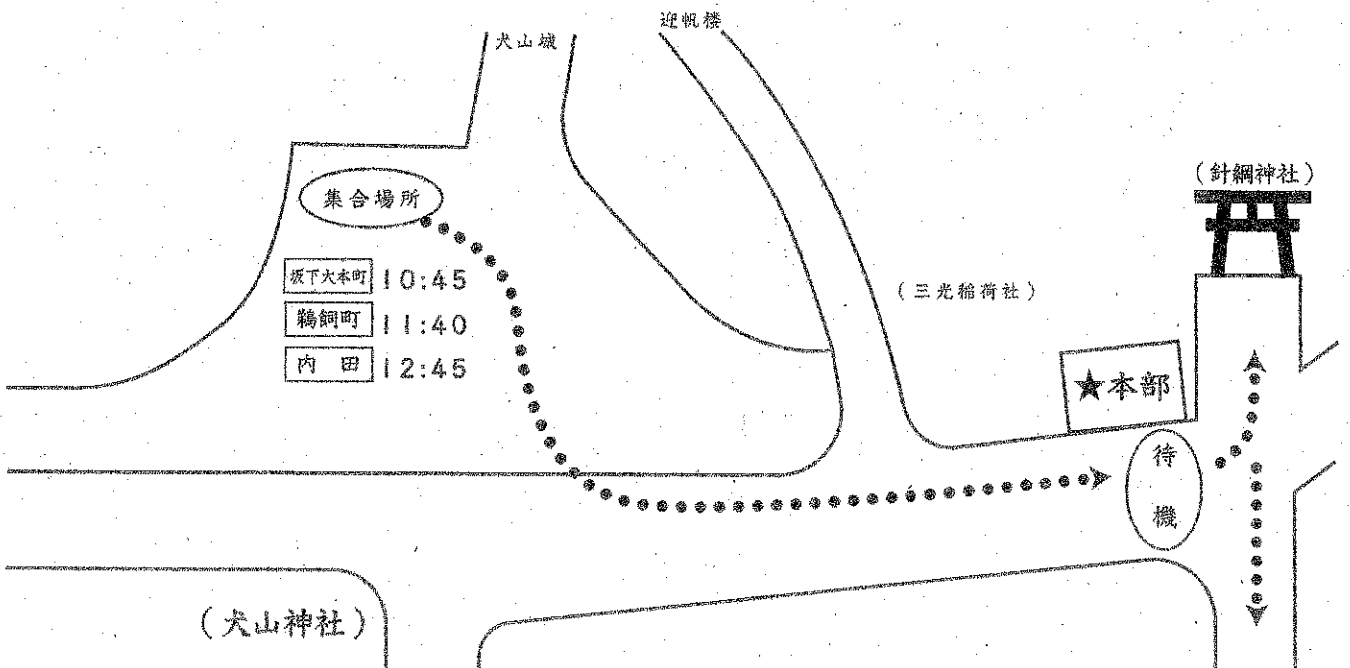 迎帆楼
犬山城
(針綱神社)
集合場所
坂下大本町 10:45
(三光稲荷社)
鵜飼町 11:40
内田 12:45
★本部
待機
(犬山神社)